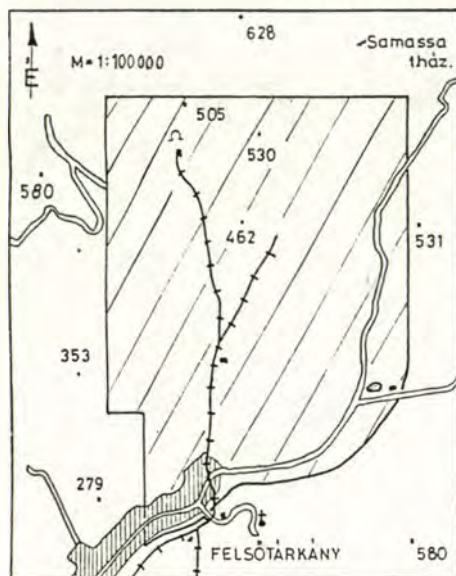 628
Samassa
t.ház.
É
M=1:100000
505
530
580
462
531
353
279
FELSŐTÁRKÁNY
580